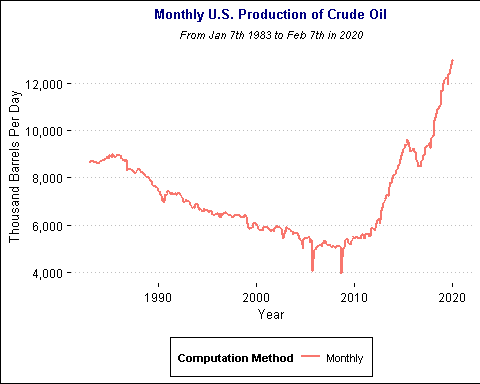 Monthly U.S. Production of Crude Oil
From Jan 7th 1983 to Feb 7th in 2020
Thousand Barrels Per Day
12,000
10,000
8,000
6,000
4,000
1990
2000
2010
2020
Year
Computation Method Monthly